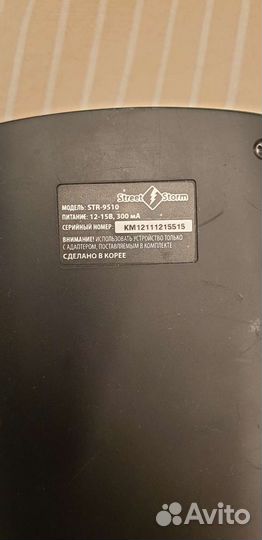 Street Storm
МОДЕЛЬ: STR-9510
ПИТАНИЕ: 12-15В, 300 мА
СЕРИЙНЫЙ НОМЕР: KM12111215515
ВНИМАНИЕ! ИСПОЛЬЗОВАТЬ УСТРОЙСТВО ТОЛЬКО
С АДАПТЕРОМ, ПОСТАВЛЯЕМЫМ В КОМПЛЕКТЕ
СДЕЛАНО В КОРЕЕ
Avito